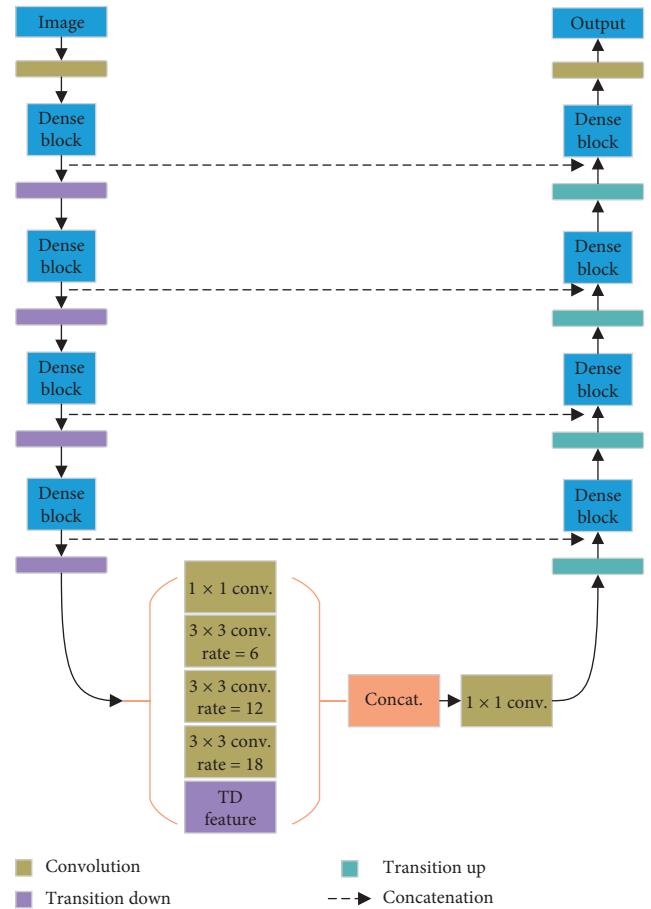 Image
Output
Dense
block
Dense
block
Dense
block
Dense
block
Dense
block
Dense
block
Dense
block
Dense
block
1 × 1 conv.
3 × 3 conv.
rate = 6
3 × 3 conv.
rate = 12
3 × 3 conv.
rate = 18
TD
feature
Concat.
1 × 1 conv.
Convolution
Transition down
Transition up
Concatenation